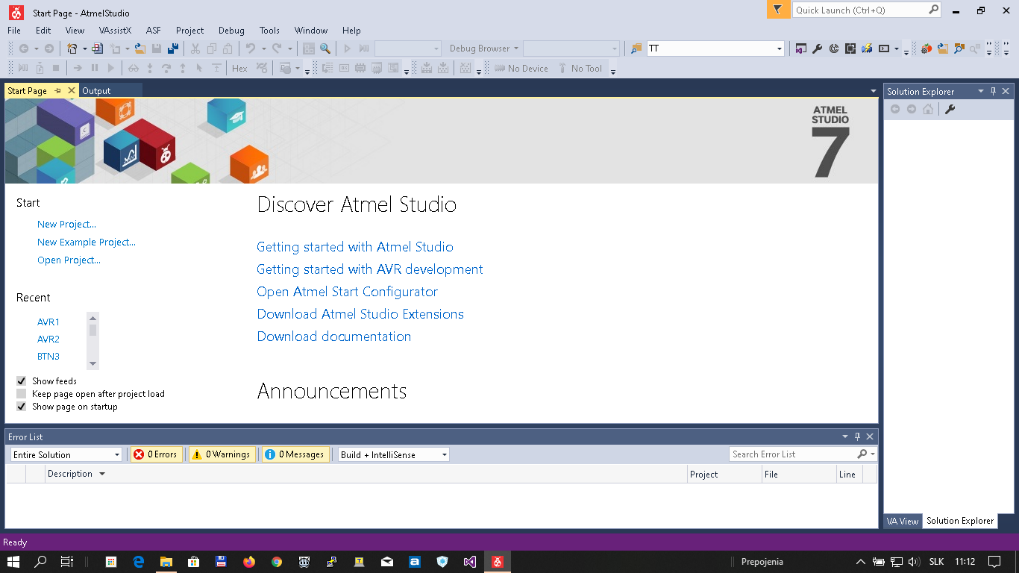 Start Page - AtmelStudio
Quick Launch (Ctrl+Q)
File Edit View VAssistX ASF Project Debug Tools Window Help
Debug Browser TT
Hex No Device No Tool
Start Page Output Solution Explorer
ATMEL
STUDIO
7
Start
New Project...
New Example Project...
Open Project...
Recent
AVR1
AVR2
BTN3
Show feeds
Keep page open after project load
Show page on startup
Discover Atmel Studio
Getting started with Atmel Studio
Getting started with AVR development
Open Atmel Start Configurator
Download Atmel Studio Extensions
Download documentation
Announcements
Error List
Entire Solution 0 Errors 0 Warnings 0 Messages Build + IntelliSense Search Error List
Description Project File Line
VA View Solution Explorer
Ready
Prepojenia SLK 11:12